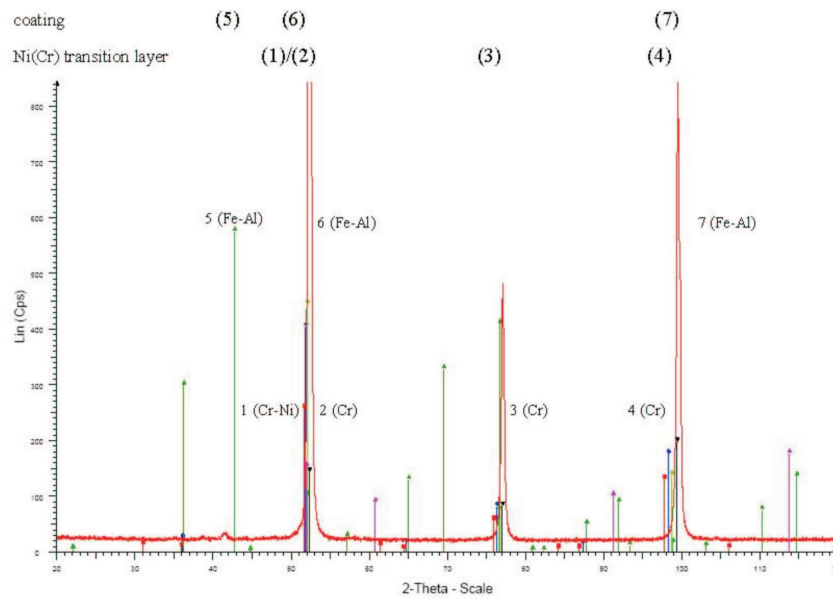 coating (5) (6) (7)
Ni(Cr) transition layer (1)/(2) (3) (4)
800
700
600
5 (Fe-Al) 6 (Fe-Al) 7 (Fe-Al)
500
400
300
1 (Cr-Ni) 2 (Cr) 3 (Cr) 4 (Cr)
200
100
0
Lin (Cps)
20 30 40 50 60 70 80 90 100 110
2-Theta - Scale